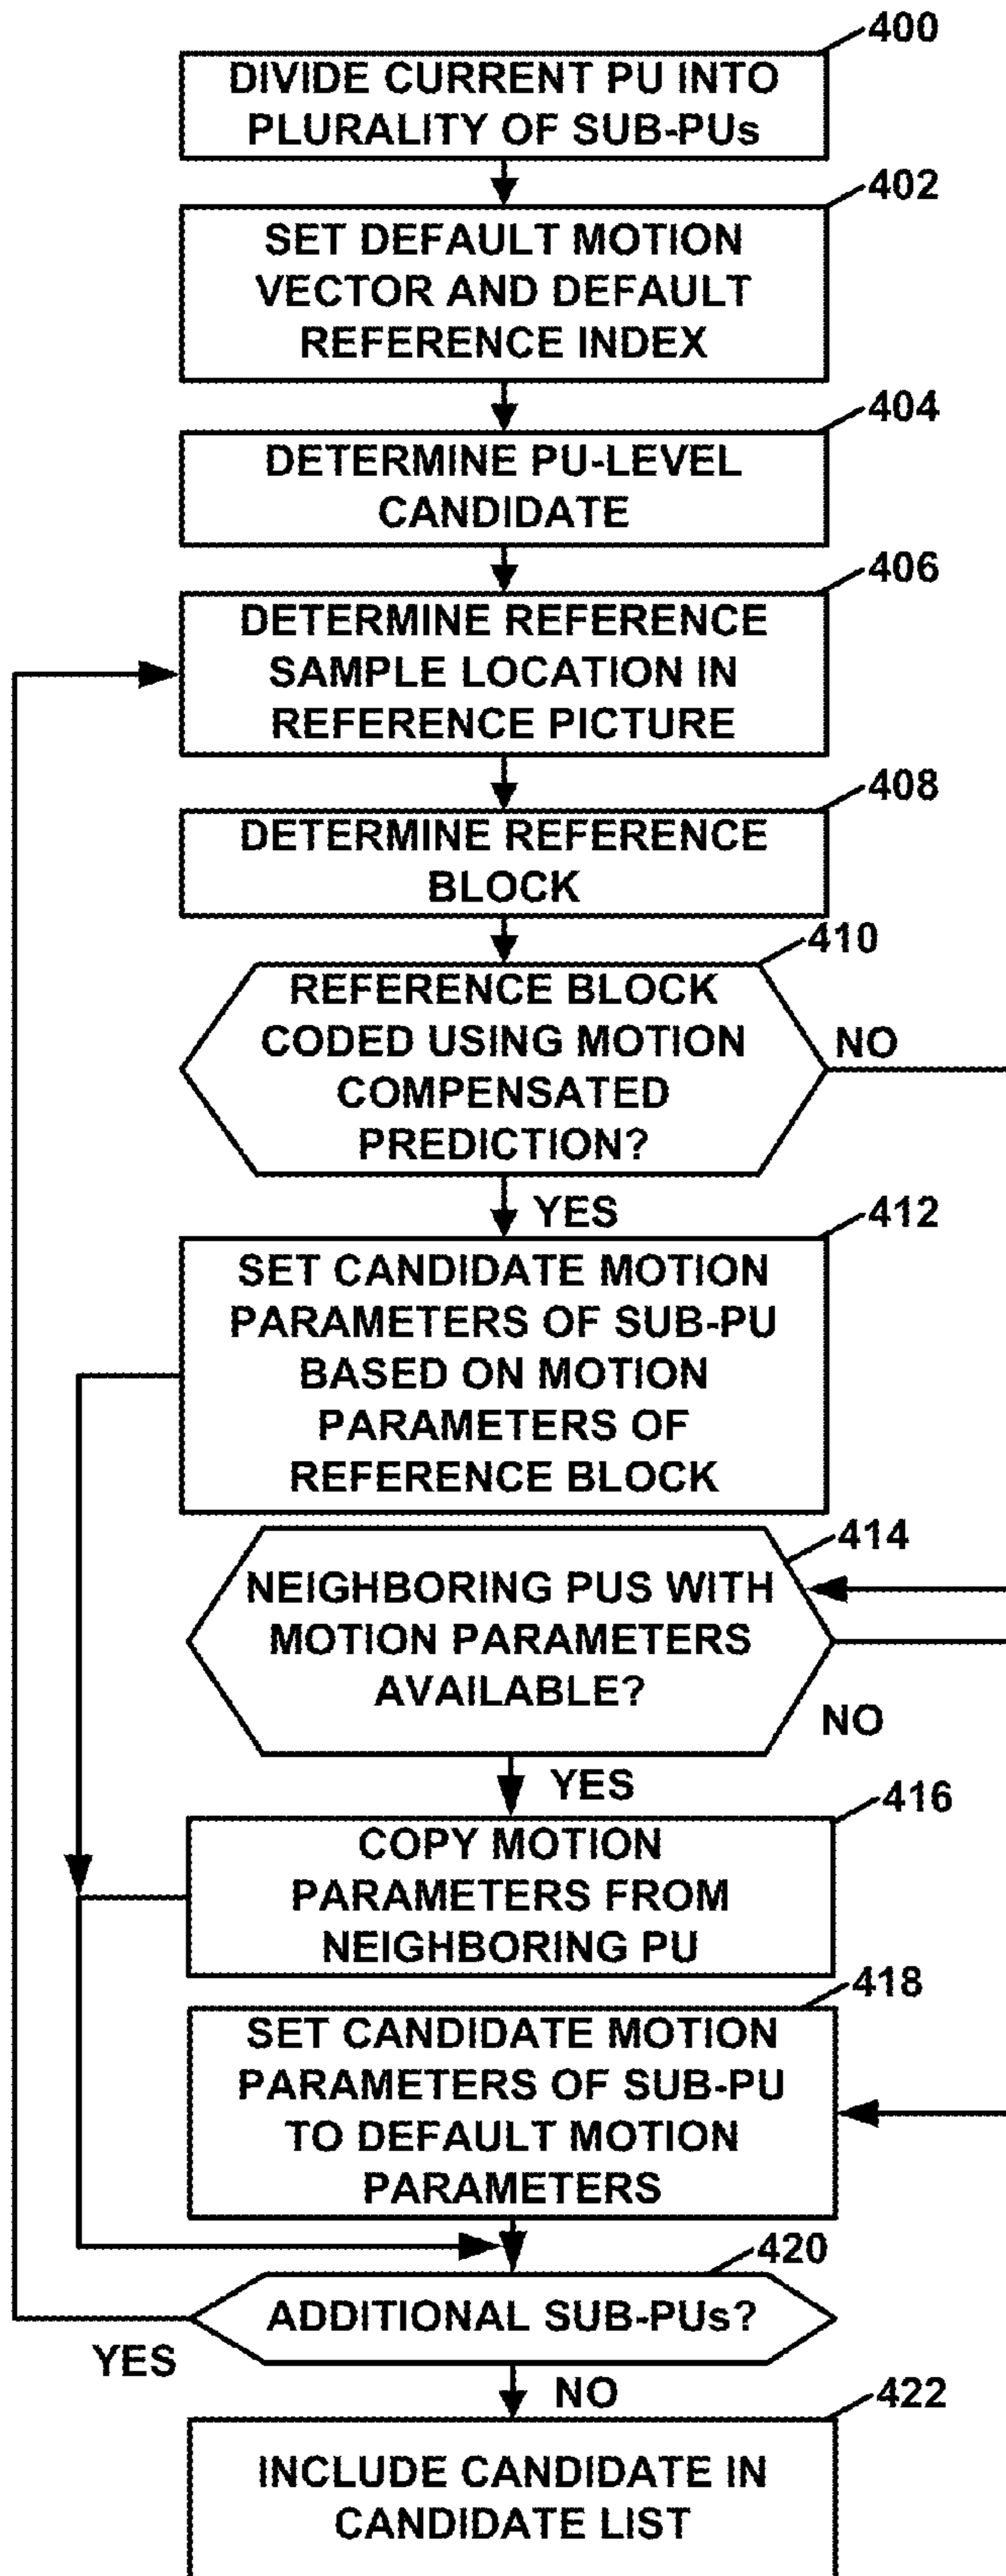 400
DIVIDE CURRENT PU INTO
PLURALITY OF SUB-PUs
402
SET DEFAULT MOTION
VECTOR AND DEFAULT
REFERENCE INDEX
404
DETERMINE PU-LEVEL
CANDIDATE
406
DETERMINE REFERENCE
SAMPLE LOCATION IN
REFERENCE PICTURE
408
DETERMINE REFERENCE
BLOCK
410
REFERENCE BLOCK
CODED USING MOTION
COMPENSATED
PREDICTION?
NO
YES
412
SET CANDIDATE MOTION
PARAMETERS OF SUB-PU
BASED ON MOTION
PARAMETERS OF
REFERENCE BLOCK
414
NEIGHBORING PUS WITH
MOTION PARAMETERS
AVAILABLE?
NO
YES
416
COPY MOTION
PARAMETERS FROM
NEIGHBORING PU
418
SET CANDIDATE MOTION
PARAMETERS OF SUB-PU
TO DEFAULT MOTION
PARAMETERS
420
ADDITIONAL SUB-PUs?
YES
NO
422
INCLUDE CANDIDATE IN
CANDIDATE LIST